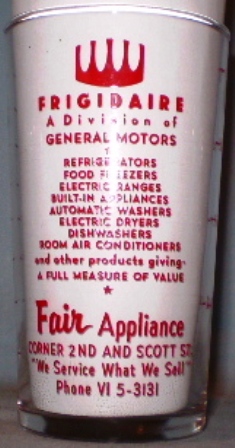 FRIGIDAIRE
A Division of
GENERAL MOTORS
REFRIGERATORS
FOOD FREEZERS
ELECTRIC RANGES
BUILT-IN APPLIANCES
AUTOMATIC WASHERS
ELECTRIC DRYERS
DISHWASHERS
ROOM AIR CONDITIONERS
and other products giving-
A FULL MEASURE OF VALUE
Fair Appliance
CORNER 2ND AND SCOTT ST.
"We Service What We Sell"
Phone VI 5-3131